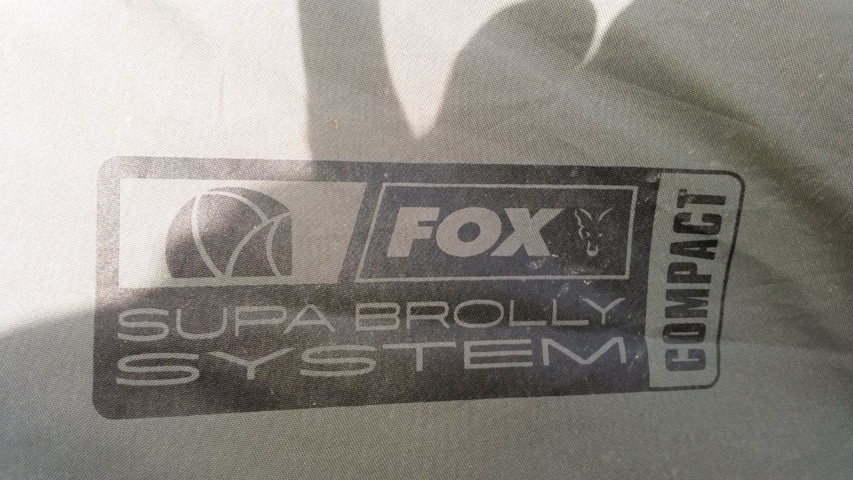 FOX
SUPA BROLLY
SYSTEM
COMPACT